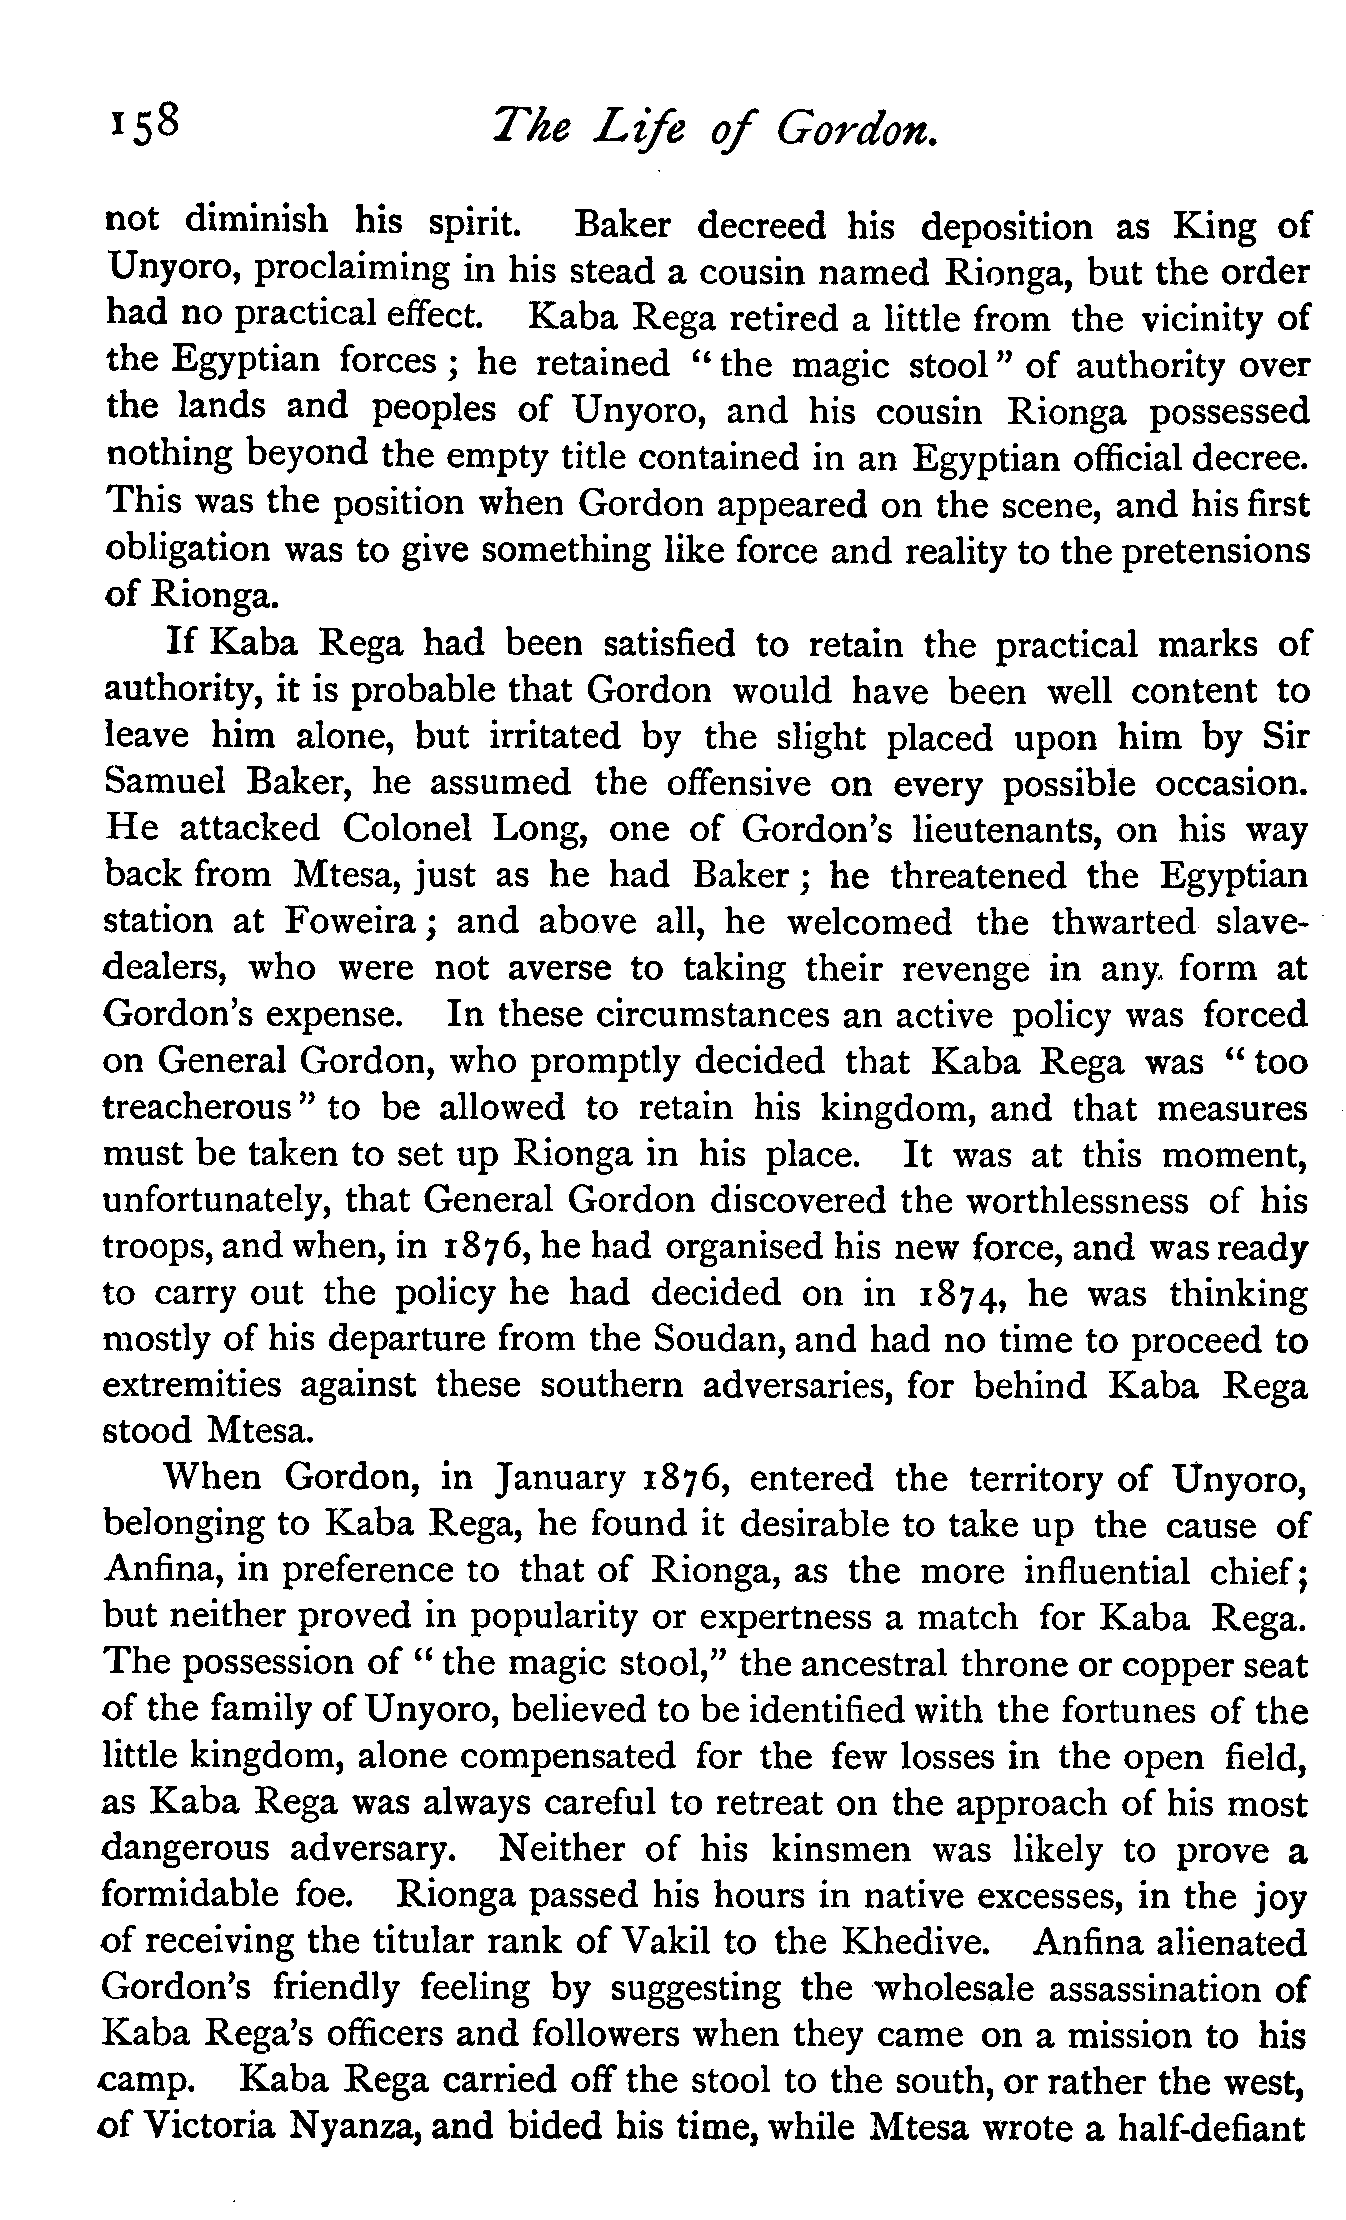 158 The Life of Gordon.
not diminish his spirit. Baker decreed his deposition as King of
Unyoro, proclaiming in his stead a cousin named Rionga, but the order
had no practical effect. Kaba Rega retired a little from the vicinity of
the Egyptian forces ; he retained “ the magic stool ” of authority over
the lands and peoples of Unyoro, and his cousin Rionga possessed
nothing beyond the empty title contained in an Egyptian official decree.
This was the position when Gordon appeared on the scene, and his first
obligation was to give something like force and reality to the pretensions
of Rionga.
If Kaba Rega had been satisfied to retain the practical marks of
authority, it is probable that Gordon would have been well content to
leave him alone, but irritated by the slight placed upon him by Sir
Samuel Baker, he assumed the offensive on every possible occasion.
He attacked Colonel Long, one of Gordon's lieutenants, on his way
back from Mtesa, just as he had Baker ; he threatened the Egyptian
station at Foweira ; and above all, he welcomed the thwarted slave-
dealers, who were not averse to taking their revenge in any form at
Gordon's expense. In these circumstances an active policy was forced
on General Gordon, who promptly decided that Kaba Rega was “ too
treacherous ” to be allowed to retain his kingdom, and that measures
must be taken to set up Rionga in his place. It was at this moment,
unfortunately, that General Gordon discovered the worthlessness of his
troops, and when, in 1876, he had organised his new force, and was ready
to carry out the policy he had decided on in 1874, he was thinking
mostly of his departure from the Soudan, and had no time to proceed to
extremities against these southern adversaries, for behind Kaba Rega
stood Mtesa.
When Gordon, in January 1876, entered the territory of Unyoro,
belonging to Kaba Rega, he found it desirable to take up the cause of
Anfina, in preference to that of Rionga, as the more influential chief ;
but neither proved in popularity or expertness a match for Kaba Rega.
The possession of “ the magic stool,” the ancestral throne or copper seat
of the family of Unyoro, believed to be identified with the fortunes of the
little kingdom, alone compensated for the few losses in the open field,
as Kaba Rega was always careful to retreat on the approach of his most
dangerous adversary. Neither of his kinsmen was likely to prove a
formidable foe. Rionga passed his hours in native excesses, in the joy
of receiving the titular rank of Vakil to the Khedive. Anfina alienated
Gordon's friendly feeling by suggesting the wholesale assassination of
Kaba Rega's officers and followers when they came on a mission to his
camp. Kaba Rega carried off the stool to the south, or rather the west,
of Victoria Nyanza, and bided his time, while Mtesa wrote a half-defiant